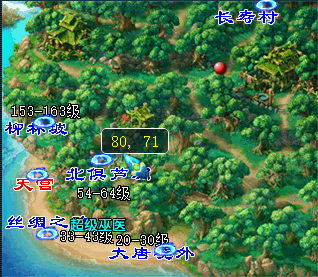 长寿村
153-163级
柳林坡
80, 71
北俱芦洲
天宫
54-64级
丝绸之路
超级巫医
33-43级
20-30级
大唐境外